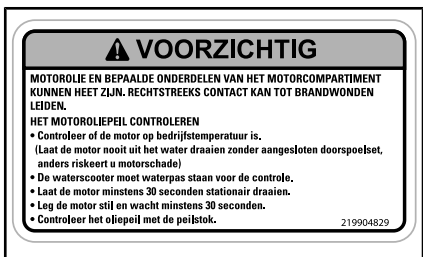 VOORZICHTIG
MOTOROLIE EN BEPAALDE ONDERDELEN VAN HET MOTORCOMPARTIMENT
KUNNEN HEET ZIJN. RECHTSTREEKS CONTACT KAN TOT BRANDWONDEN
LEIDEN.
HET MOTOROLIEPEIL CONTROLEREN
• Controleer of de motor op bedrijfstemperatuur is.
(Laat de motor nooit uit het water draaien zonder aangesloten doorspoelset,
anders riskeert u motorschade)
• De waterscooter moet waterpas staan voor de controle.
• Laat de motor minstens 30 seconden stationair draaien.
• Leg de motor stil en wacht minstens 30 seconden.
• Controleer het oliepeil met de peilstok.
219904829